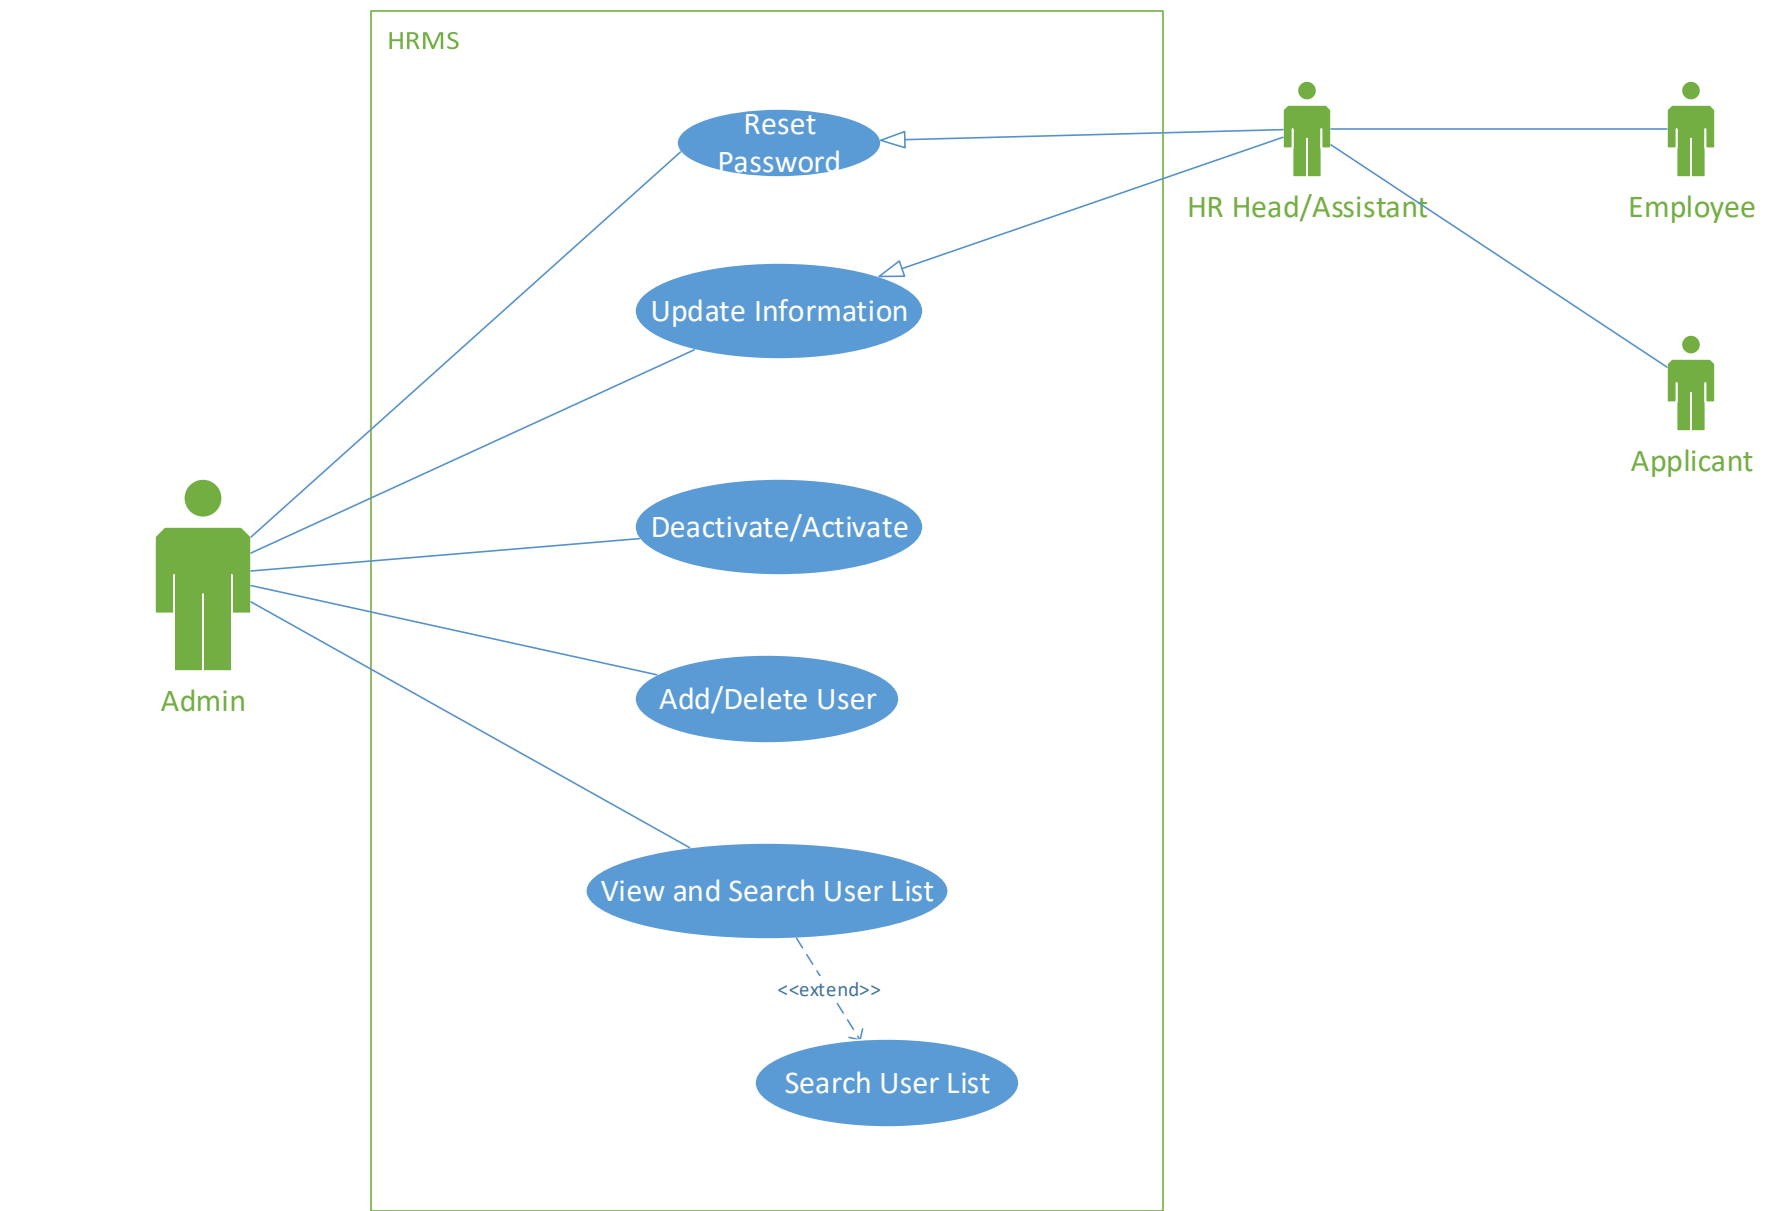 HRMS
Reset
Password
HR Head/Assistant
Employee
Update Information
Applicant
Deactivate/Activate
Admin
Add/Delete User
View and Search User List
<<extend>>
Search User List